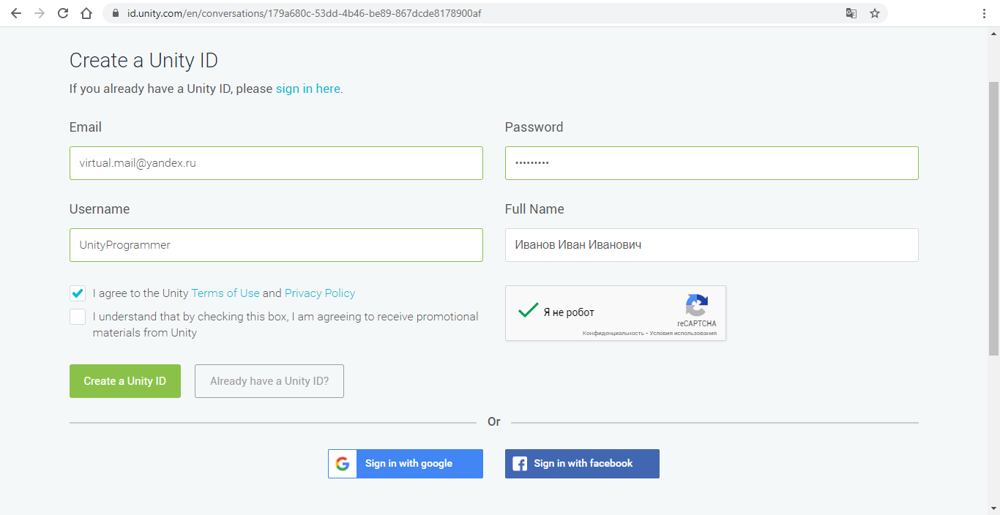 id.unity.com/en/conversations/179a680c-53dd-4b46-be89-867dcde8178900af
Create a Unity ID
If you already have a Unity ID, please sign in here.
Email
Password
virtual.mail@yandex.ru
•••••••••
Username
Full Name
UnityProgrammer
Иванов Иван Иванович
I agree to the Unity Terms of Use and Privacy Policy
I understand that by checking this box, I am agreeing to receive promotional
materials from Unity
Я не робот
reCAPTCHA
Конфиденциальность - Условия использования
Create a Unity ID
Already have a Unity ID?
Or
Sign in with google
Sign in with facebook